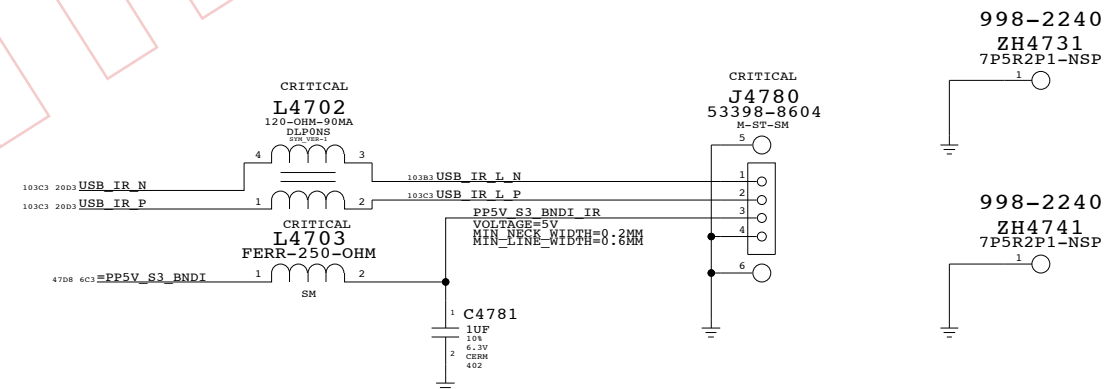 998-2240
ZH4731
7P5R2P1-NSP
1
CRITICAL
L4702
120-OHM-90MA
DLP0NS
SYM_VER-1
4 3
CRITICAL
J4780
53398-8604
M-ST-SM
5
103C3 20D3 USB_IR_N
103B3 USB_IR_L_N
1
103C3 20D3 USB_IR_P
1 2
103C3 USB_IR_L_P
2
CRITICAL
L4703
FERR-250-OHM
PP5V_S3_BNDI_IR
VOLTAGE=5V
MIN_NECK_WIDTH=0.2MM
MIN_LINE_WIDTH=0.6MM
3
4
47D8 6C3 =PP5V_S3_BNDI
1 2
SM
6
1
C4781
1UF
10%
6.3V
CERM
402
2
998-2240
ZH4741
7P5R2P1-NSP
1